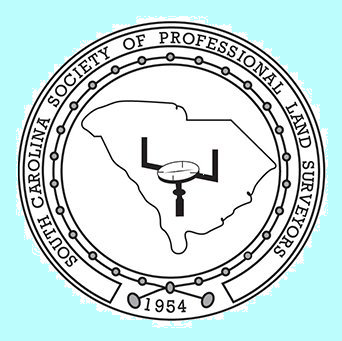 SOUTH CAROLINA SOCIETY OF PROFESSIONAL LAND SURVEYORS
1954